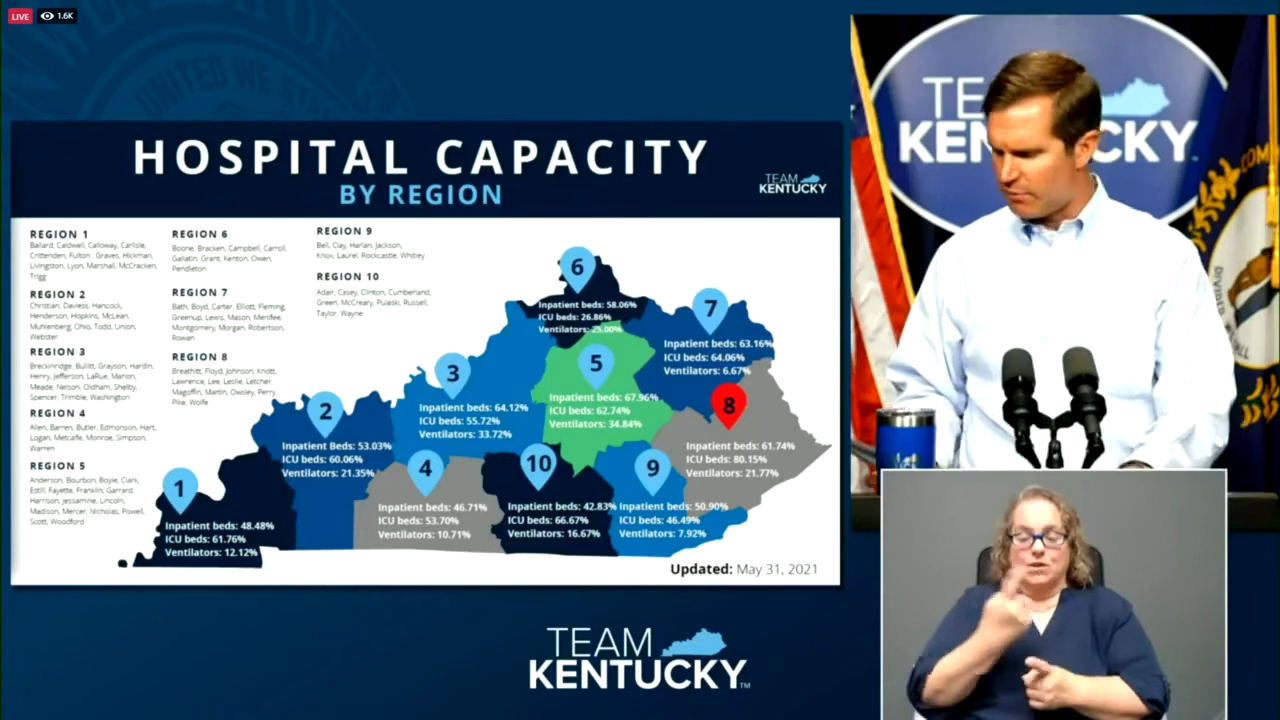 LIVE
1.6K
UNITED WE
HOSPITAL CAPACITY
BY REGION
TEAM
KENTUCKY
REGION 1
Ballard, Caldwell, Calloway, Carlisle,
Crittenden, Fulton , Graves, Hickman,
Livingston, Lyon, Marshall, McCracken,
Trigg
REGION 2
Christian, Daviess, Hancock,
Henderson, Hopkins, McLean,
Muhlenberg, Ohio, Todd, Union,
Webster
REGION 3
Breckinridge, Bullitt, Grayson, Hardin,
Henry, Jefferson, LaRue, Marion,
Meade, Nelson, Oldham, Shelby,
Spencer, Trimble, Washington
REGION 4
Allen, Barren, Butler, Edmonson, Hart,
Logan, Metcalfe, Monroe, Simpson,
Warren
REGION 5
Anderson, Bourbon, Boyle, Clark,
Estill, Fayette, Franklin, Garrard,
Harrison, Jessamine, Lincoln,
Madison, Mercer, Nicholas, Powell,
Scott, Woodford
REGION 6
Boone, Bracken, Campbell, Carroll,
Gallatin, Grant, Kenton, Owen,
Pendleton
REGION 7
Bath, Boyd, Carter, Elliott, Fleming,
Greenup, Lewis, Mason, Menifee,
Montgomery, Morgan, Robertson,
Rowan
REGION 8
Breathitt, Floyd, Johnson, Knott,
Lawrence, Lee, Leslie, Letcher
Magoffin, Martin, Owsley, Perry,
Pike, Wolfe
REGION 9
Bell, Clay, Harlan, Jackson,
Knox, Laurel, Rockcastle, Whitley
REGION 10
Adair, Casey, Clinton, Cumberland,
Green, McCreary, Pulaski, Russell,
Taylor, Wayne
6
Inpatient beds: 58.06%
ICU beds: 26.86%
Ventilators: 25.00%
7
Inpatient beds: 63.16%
ICU beds: 64.06%
Ventilators: 6.67%
5
Inpatient beds: 67.96%
ICU beds: 62.74%
Ventilators: 34.84%
3
Inpatient beds: 64.12%
ICU beds: 55.72%
Ventilators: 33.72%
8
Inpatient beds: 61.74%
ICU beds: 80.15%
Ventilators: 21.77%
2
Inpatient Beds: 53.03%
ICU beds: 60.06%
Ventilators: 21.35%
4
Inpatient beds: 46.71%
ICU beds: 53.70%
Ventilators: 10.71%
10
Inpatient beds: 42.83%
ICU beds: 66.67%
Ventilators: 16.67%
9
Inpatient beds: 50.90%
ICU beds: 46.49%
Ventilators: 7.92%
1
Inpatient beds: 48.48%
ICU beds: 61.76%
Ventilators: 12.12%
Updated: May 31, 2021
TEAM
KENTUCKY™
TE
KEN CKY
COM
DIVIDED
ALL